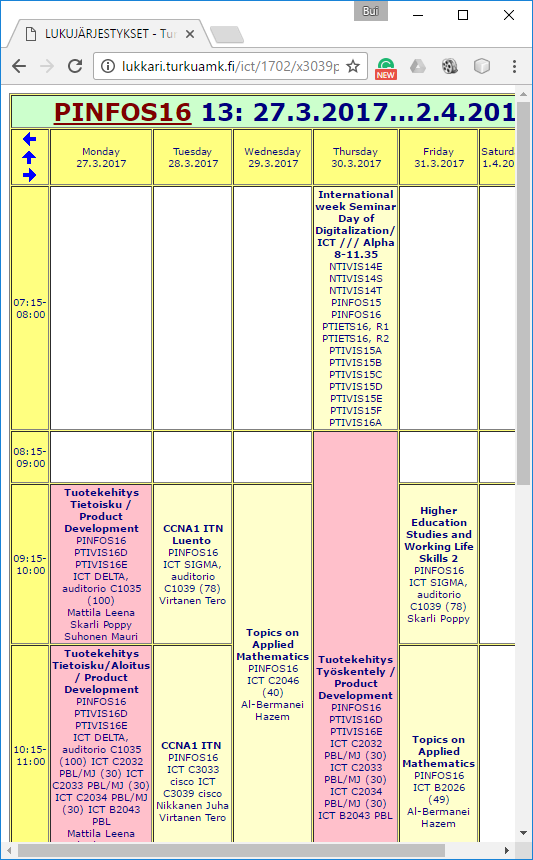 Bui
LUKUJÄRJESTYKSET - Tur
lukkari.turkuamk.fi/ict/1702/x3039p
NEW
PINFOS16 13: 27.3.2017...2.4.201
Monday
27.3.2017
Tuesday
28.3.2017
Wednesday
29.3.2017
Thursday
30.3.2017
Friday
31.3.2017
Saturd
1.4.20
07:15-
08:00
International
week Seminar
Day of
Digitalization/
ICT /// Alpha
8-11.35
NTIVIS14E
NTIVIS14S
NTIVIS14T
PINFOS15
PINFOS16
PTIETS16, R1
PTIETS16, R2
PTIVIS15A
PTIVIS15B
PTIVIS15C
PTIVIS15D
PTIVIS15E
PTIVIS15F
PTIVIS16A
08:15-
09:00
09:15-
10:00
Tuotekehitys
Tietoisku /
Product
Development
PINFOS16
PTIVIS16D
PTIVIS16E
ICT DELTA,
auditorio C1035
(100)
Mattila Leena
Skarli Poppy
Suhonen Mauri
CCNA1 ITN
Luento
PINFOS16
ICT SIGMA,
auditorio
C1039 (78)
Virtanen Tero
Topics on
Applied
Mathematics
PINFOS16
ICT C2046
(40)
Al-Bermanei
Hazem
Tuotekehitys
Työskentely /
Product
Development
PINFOS16
PTIVIS16D
PTIVIS16E
ICT C2032
PBL/MJ (30)
ICT C2033
PBL/MJ (30)
ICT C2034
PBL/MJ (30)
ICT B2043 PBL
Higher
Education
Studies and
Working Life
Skills 2
PINFOS16
ICT SIGMA,
auditorio
C1039 (78)
Skarli Poppy
10:15-
11:00
Tuotekehitys
Tietoisku/Aloitus
/ Product
Development
PINFOS16
PTIVIS16D
PTIVIS16E
ICT DELTA,
auditorio C1035
(100) ICT C2032
PBL/MJ (30) ICT
C2033 PBL/MJ (30)
ICT C2034 PBL/MJ
(30) ICT B2043
PBL
Mattila Leena
CCNA1 ITN
PINFOS16
ICT C3033
cisco ICT
C3039 cisco
Nikkanen Juha
Virtanen Tero
Topics on
Applied
Mathematics
PINFOS16
ICT B2026
(49)
Al-Bermanei
Hazem